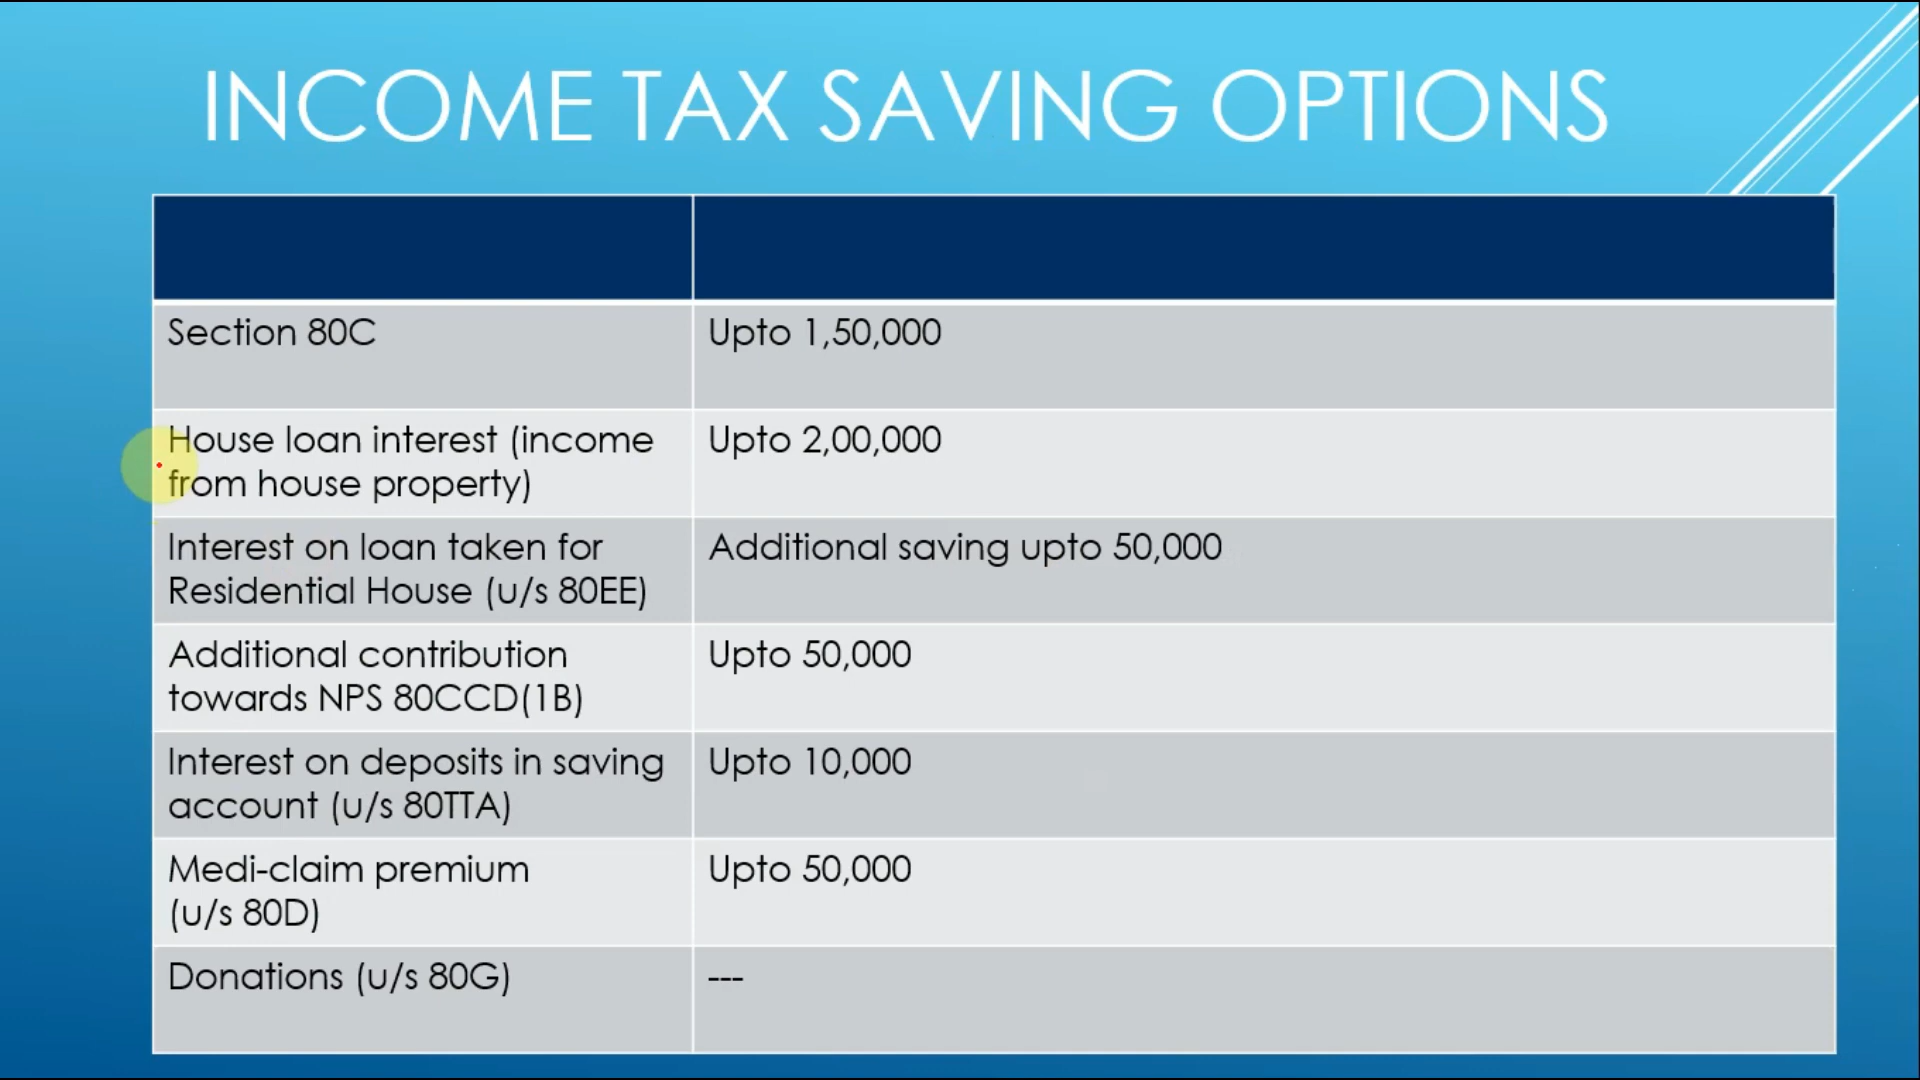 INCOME TAX SAVING OPTIONS
Section 80C
Upto 1,50,000
House loan interest (income
from house property)
Upto 2,00,000
Interest on loan taken for
Residential House (u/s 80EE)
Additional saving upto 50,000
Additional contribution
towards NPS 80CCD(1B)
Upto 50,000
Interest on deposits in saving
account (u/s 80TTA)
Upto 10,000
Medi-claim premium
(u/s 80D)
Upto 50,000
Donations (u/s 80G)
---